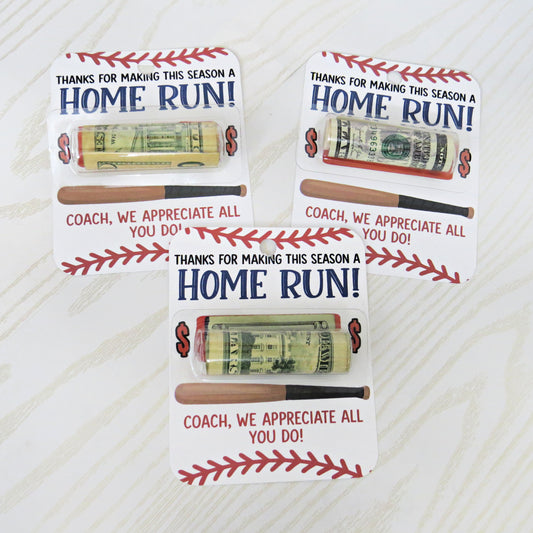 THANKS FOR MAKING THIS SEASON A
HOME RUN!
$ $
COACH, WE APPRECIATE ALL
YOU DO!
THANKS FOR MAKING THIS SEASON A
HOME RUN!
$
COACH, WE APPRECIATE ALL
YOU DO!
THANKS FOR MAKING THIS SEASON A
HOME RUN!
$ $
COACH, WE APPRECIATE ALL
YOU DO!